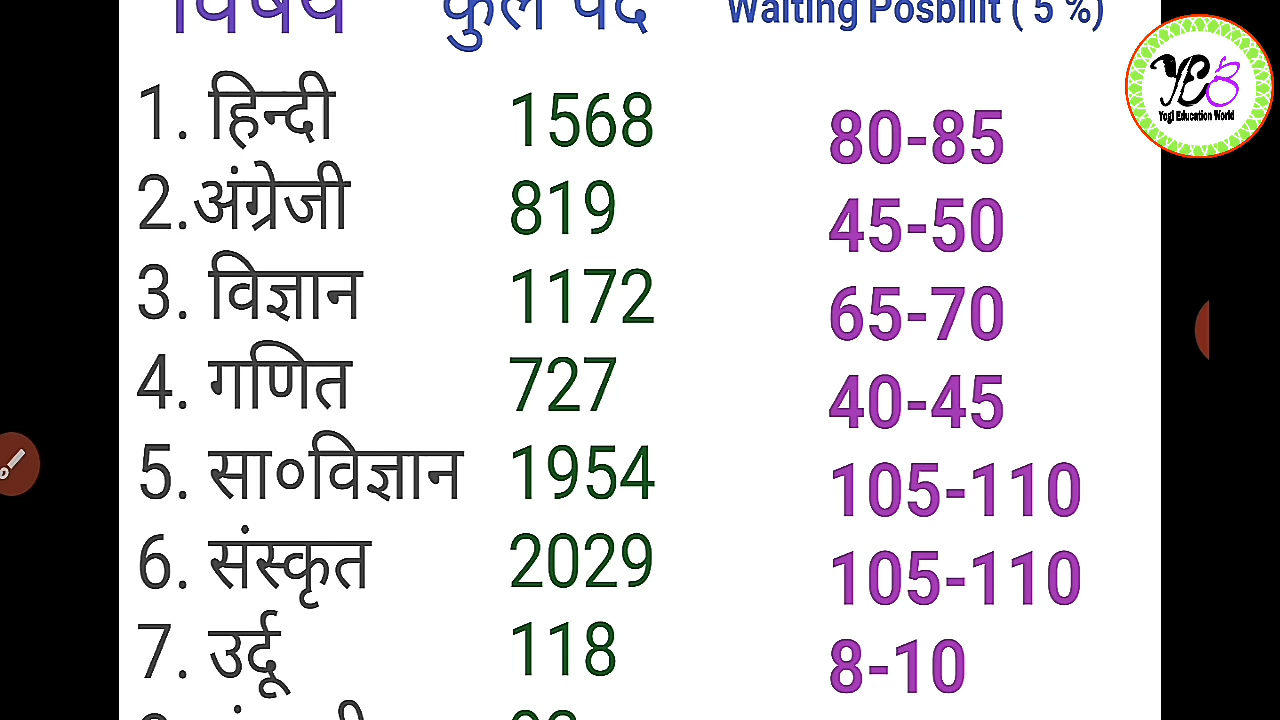 विषय कुल पद Waiting Posbilit ( 5 %)
1. हिन्दी 1568 80-85
2.अंग्रेजी 819 45-50
3. विज्ञान 1172 65-70
4. गणित 727 40-45
5. सा०विज्ञान 1954 105-110
6. संस्कृत 2029 105-110
7. उर्दू 118 8-10
YEB
Yogi Education World